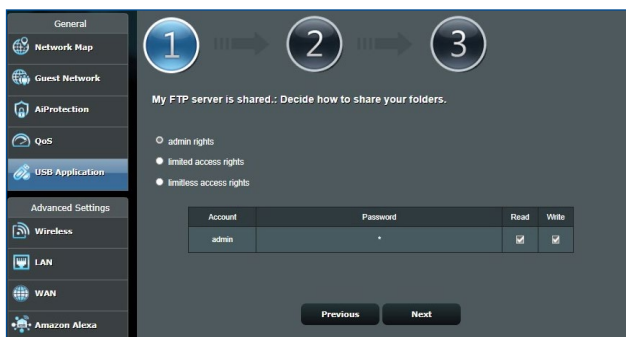 General
Network Map
Guest Network
AiProtection
QoS
USB Application
Advanced Settings
Wireless
LAN
WAN
Amazon Alexa
1 2 3
My FTP server is shared.: Decide how to share your folders.
admin rights
limited access rights
limitless access rights
Account Password Read Write
admin *
Previous Next